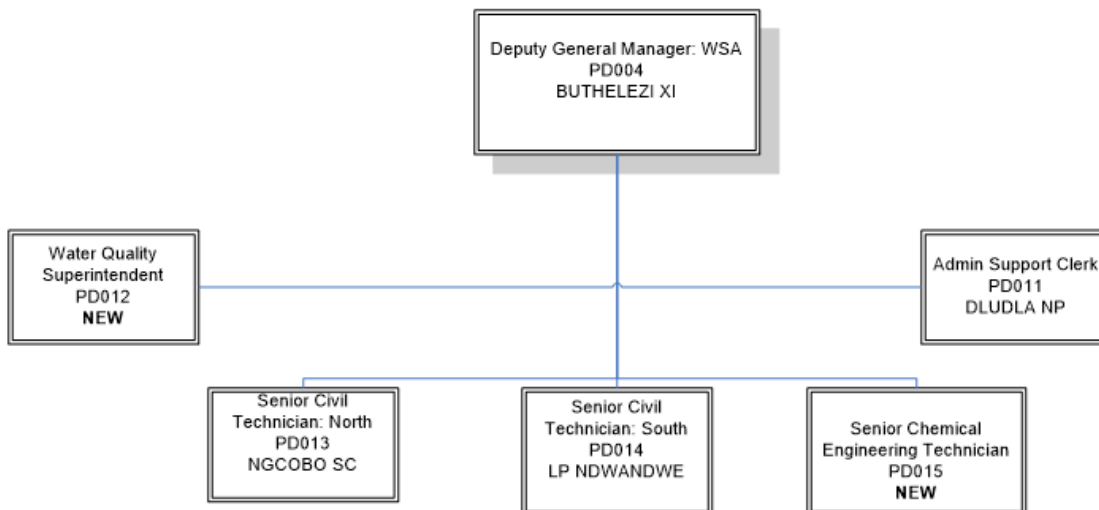 Deputy General Manager: WSA
PD004
BUTHELEZI XI
Water Quality
Superintendent
PD012
NEW
Admin Support Clerk
PD011
DLUDLA NP
Senior Civil
Technician: North
PD013
NGCOBO SC
Senior Civil
Technician: South
PD014
LP NDWANDWE
Senior Chemical
Engineering Technician
PD015
NEW